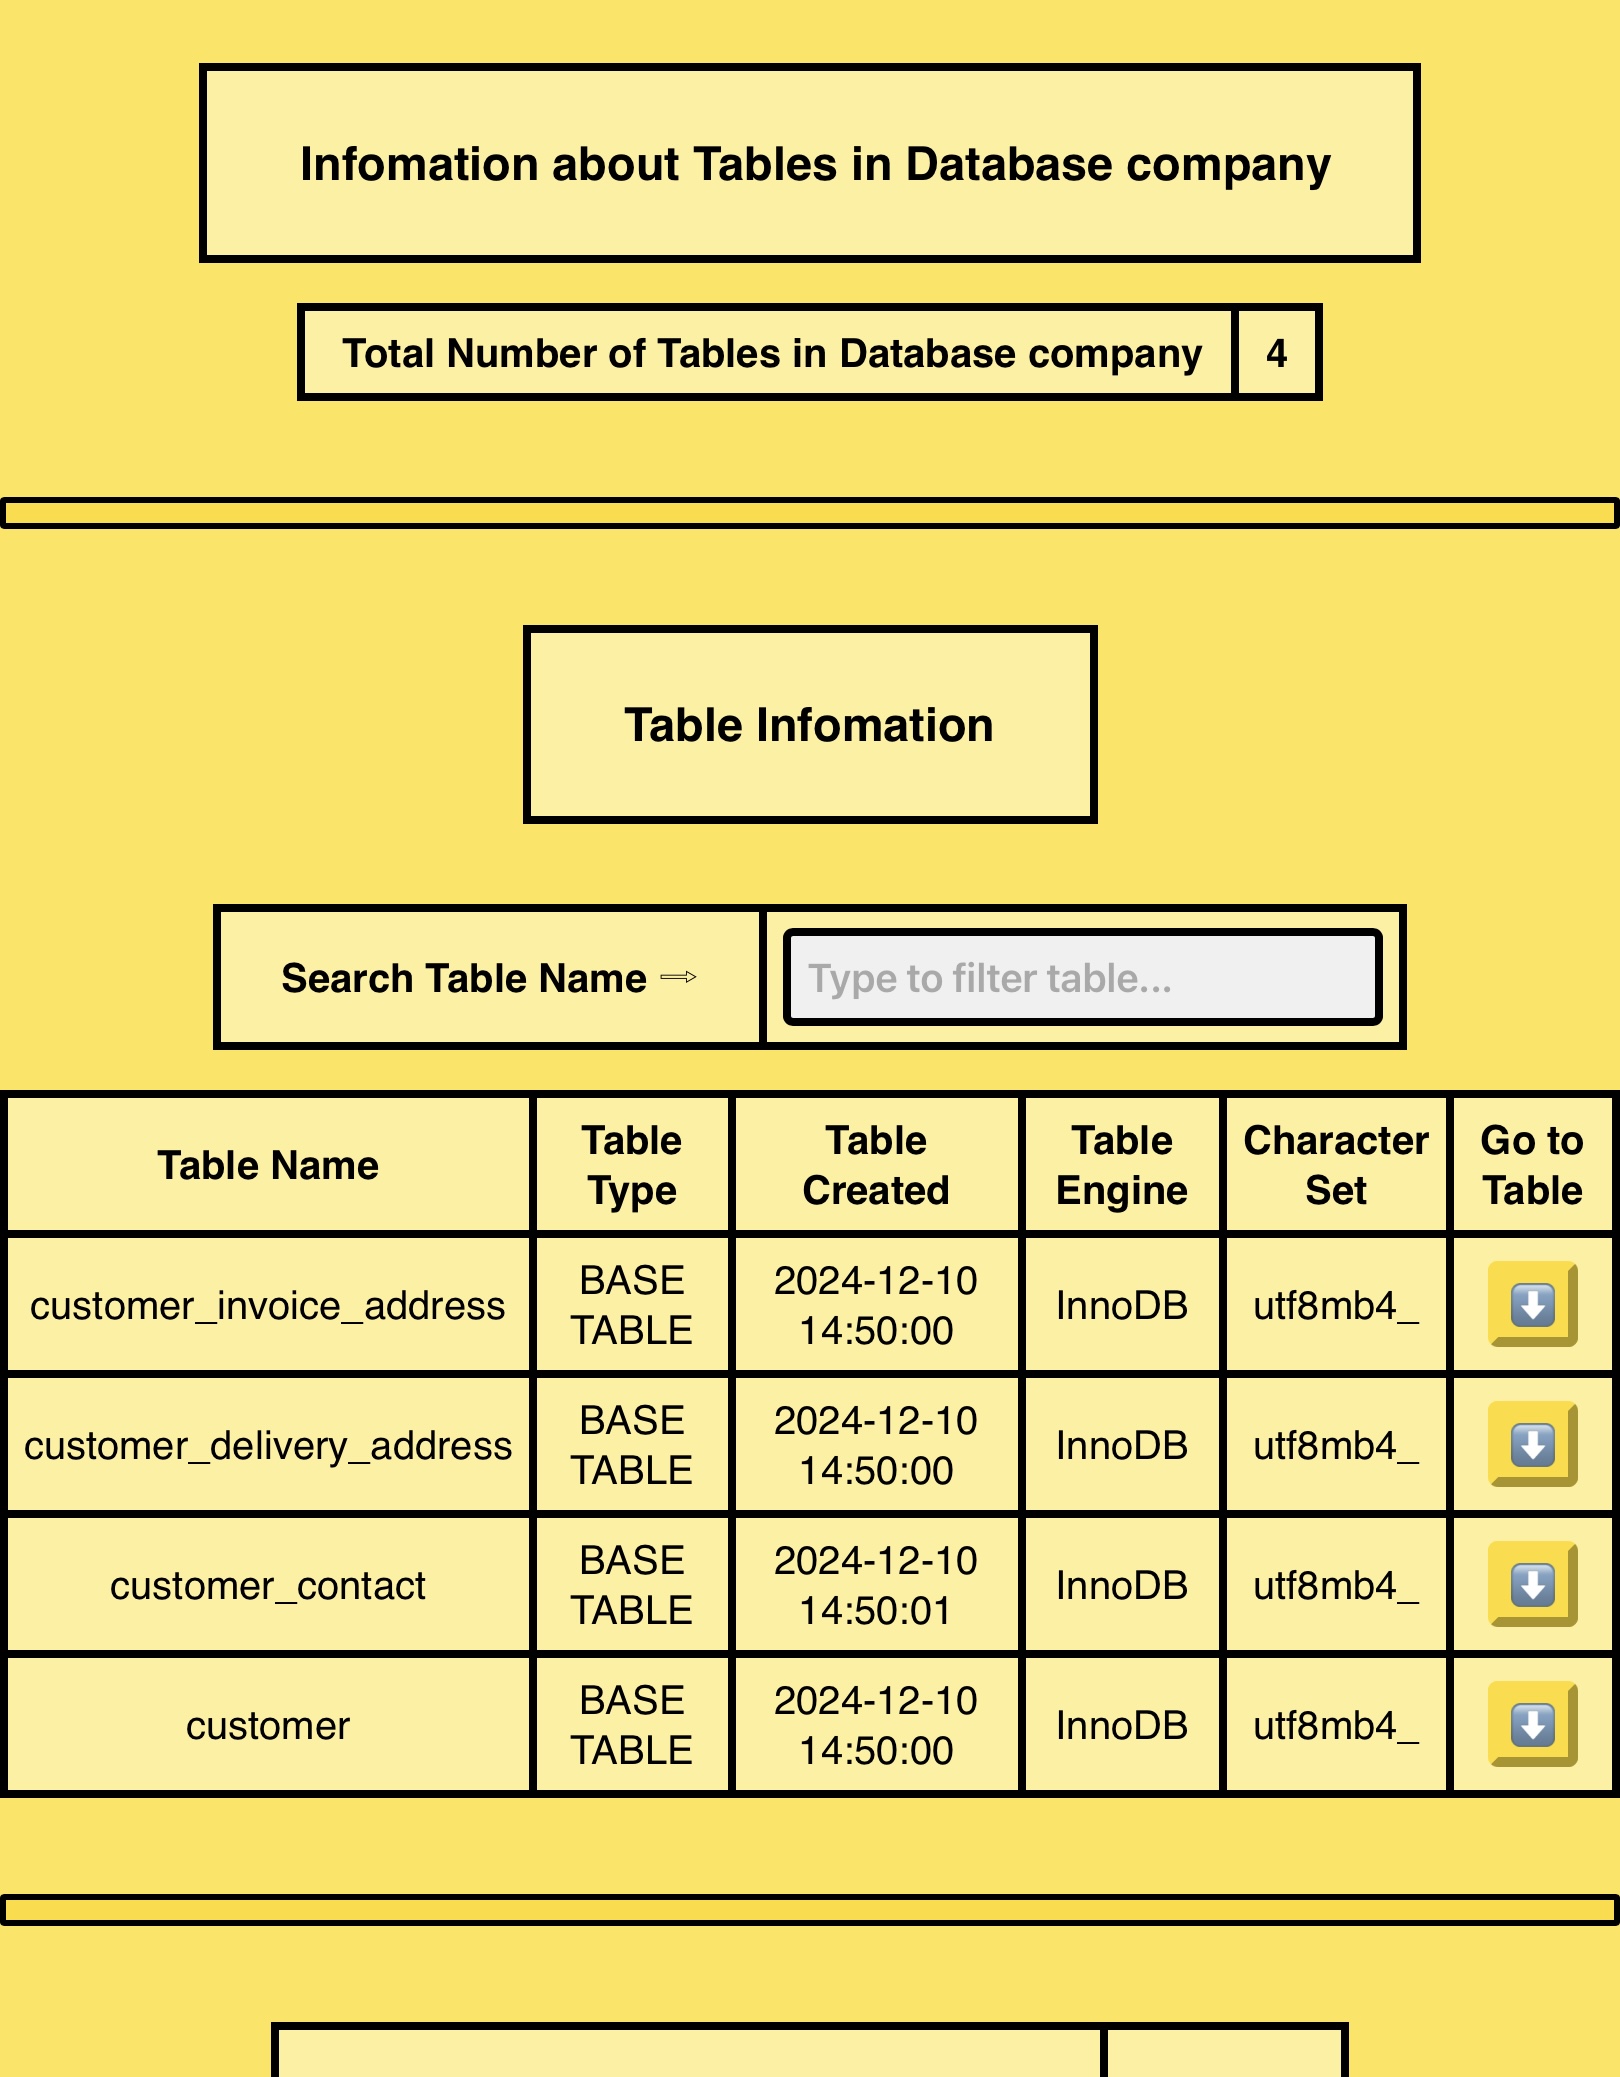 Infomation about Tables in Database company
Total Number of Tables in Database company 4
Table Infomation
Search Table Name ⇨ Type to filter table...
Table Name Table Type Table Created Table Engine Character Set Go to Table
customer_invoice_address BASE TABLE 2024-12-10 14:50:00 InnoDB utf8mb4_
customer_delivery_address BASE TABLE 2024-12-10 14:50:00 InnoDB utf8mb4_
customer_contact BASE TABLE 2024-12-10 14:50:01 InnoDB utf8mb4_
customer BASE TABLE 2024-12-10 14:50:00 InnoDB utf8mb4_